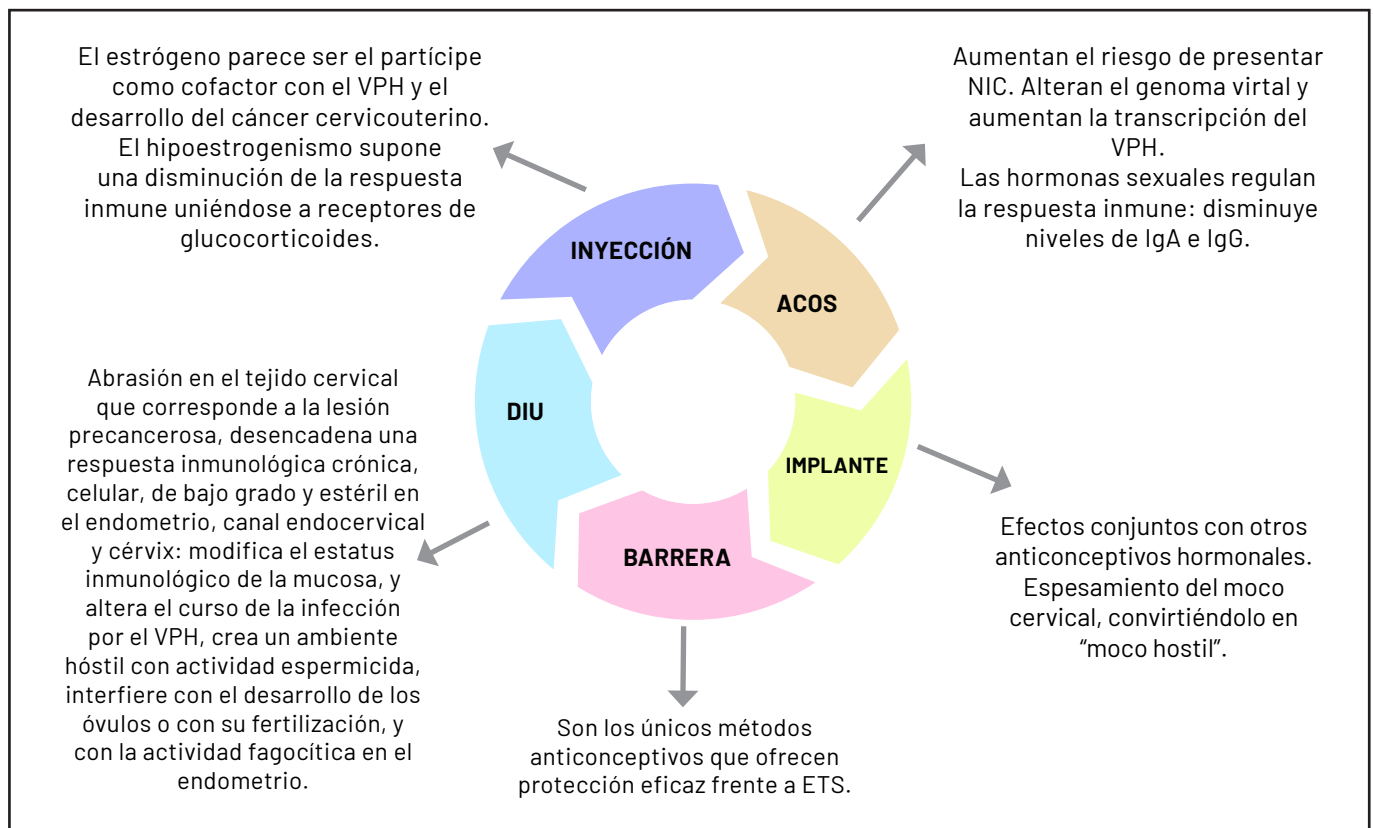 El estrógeno parece ser el partícipe
como cofactor con el VPH y el
desarrollo del cáncer cervicouterino.
El hipoestrogenismo supone
una disminución de la respuesta
inmune uniéndose a receptores de
glucocorticoides.
Aumentan el riesgo de presentar
NIC. Alteran el genoma virtal y
aumentan la transcripción del
VPH.
Las hormonas sexuales regulan
la respuesta inmune: disminuye
niveles de IgA e IgG.
INYECCIÓN
ACOS
DIU
IMPLANTE
BARRERA
Abrasión en el tejido cervical
que corresponde a la lesión
precancerosa, desencadena una
respuesta inmunológica crónica,
celular, de bajo grado y estéril en
el endometrio, canal endocervical
y cérvix: modifica el estatus
inmunológico de la mucosa, y
altera el curso de la infección
por el VPH, crea un ambiente
hóstil con actividad espermicida,
interfiere con el desarrollo de los
óvulos o con su fertilización, y
con la actividad fagocítica en el
endometrio.
Efectos conjuntos con otros
anticonceptivos hormonales.
Espesamiento del moco
cervical, convirtiéndolo en
“moco hostil”.
Son los únicos métodos
anticonceptivos que ofrecen
protección eficaz frente a ETS.